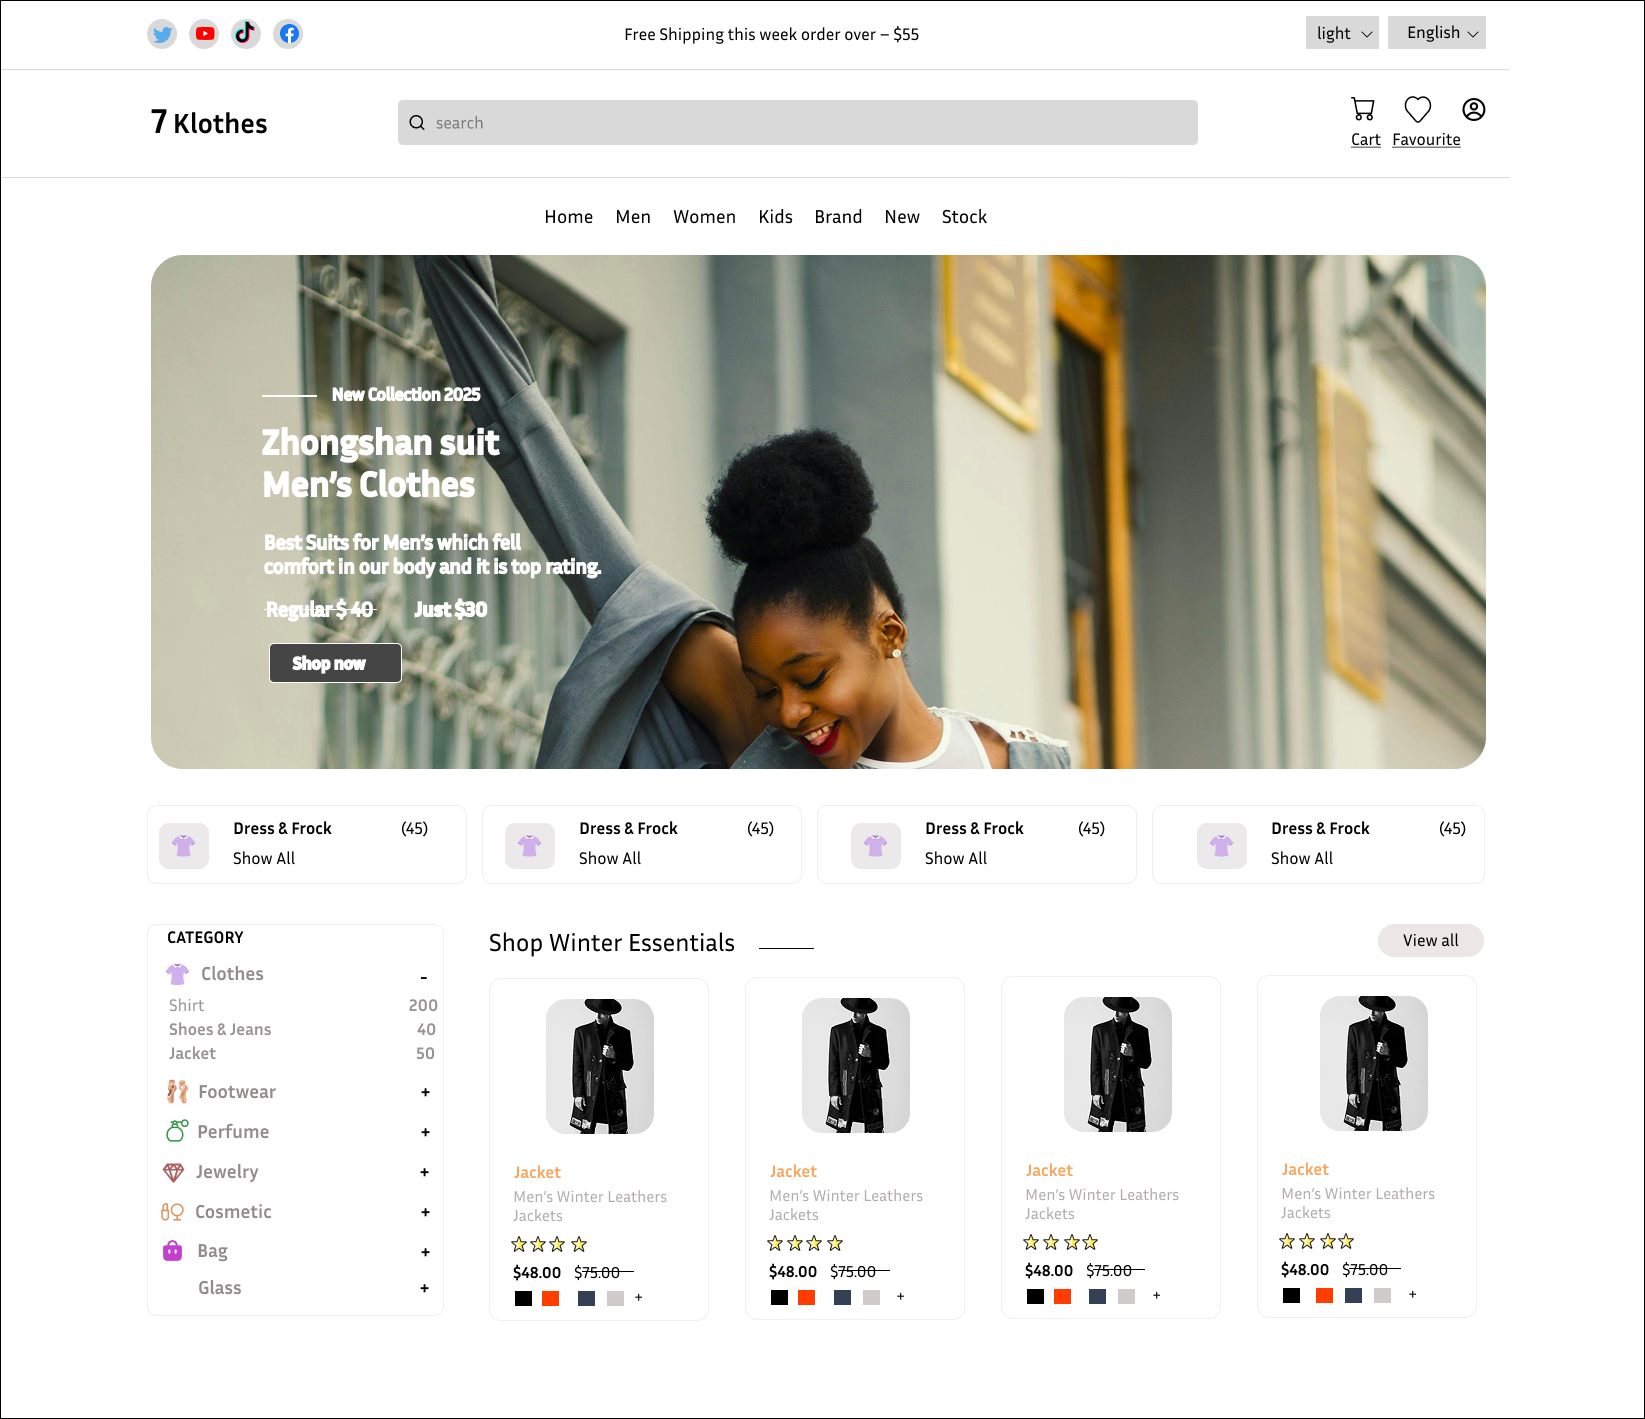 Free Shipping this week order over – $55
light
English
7 Klothes
search
Cart
Favourite
Home Men Women Kids Brand New Stock
New Collection 2025
Zhongshan suit
Men’s Clothes
Best Suits for Men’s which fell
comfort in our body and it is top rating.
Regular $ 40 Just $30
Shop now
Dress & Frock (45)
Show All
Dress & Frock (45)
Show All
Dress & Frock (45)
Show All
Dress & Frock (45)
Show All
CATEGORY
Clothes -
Shirt 200
Shoes & Jeans 40
Jacket 50
Footwear +
Perfume +
Jewelry +
Cosmetic +
Bag +
Glass +
Shop Winter Essentials
View all
Jacket
Men’s Winter Leathers
Jackets
$48.00 $75.00
+
Jacket
Men’s Winter Leathers
Jackets
$48.00 $75.00
+
Jacket
Men’s Winter Leathers
Jackets
$48.00 $75.00
+
Jacket
Men’s Winter Leathers
Jackets
$48.00 $75.00
+